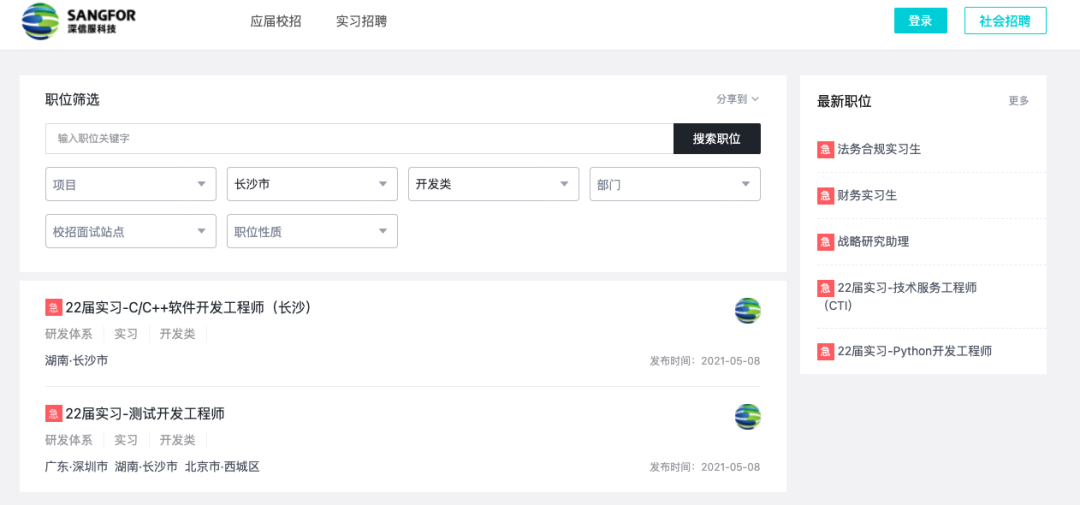 SANGFOR
深信服科技
应届校招 实习招聘 登录 社会招聘
职位筛选 分享到
输入职位关键字 搜索职位
项目 长沙市 开发类 部门
校招面试站点 职位性质
急 22届实习-C/C++软件开发工程师（长沙）
研发体系 实习 开发类
湖南·长沙市 发布时间：2021-05-08
急 22届实习-测试开发工程师
研发体系 实习 开发类
广东·深圳市 湖南·长沙市 北京市·西城区 发布时间：2021-05-08
最新职位 更多
急 法务合规实习生
急 财务实习生
急 战略研究助理
急 22届实习-技术服务工程师
（CTI）
急 22届实习-Python开发工程师